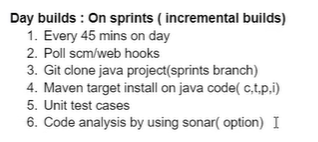 Day builds : On sprints ( incremental builds)
1. Every 45 mins on day
2. Poll scm/web hooks
3. Git clone java project(sprints branch)
4. Maven target install on java code( c,t,p,i)
5. Unit test cases
6. Code analysis by using sonar( option)